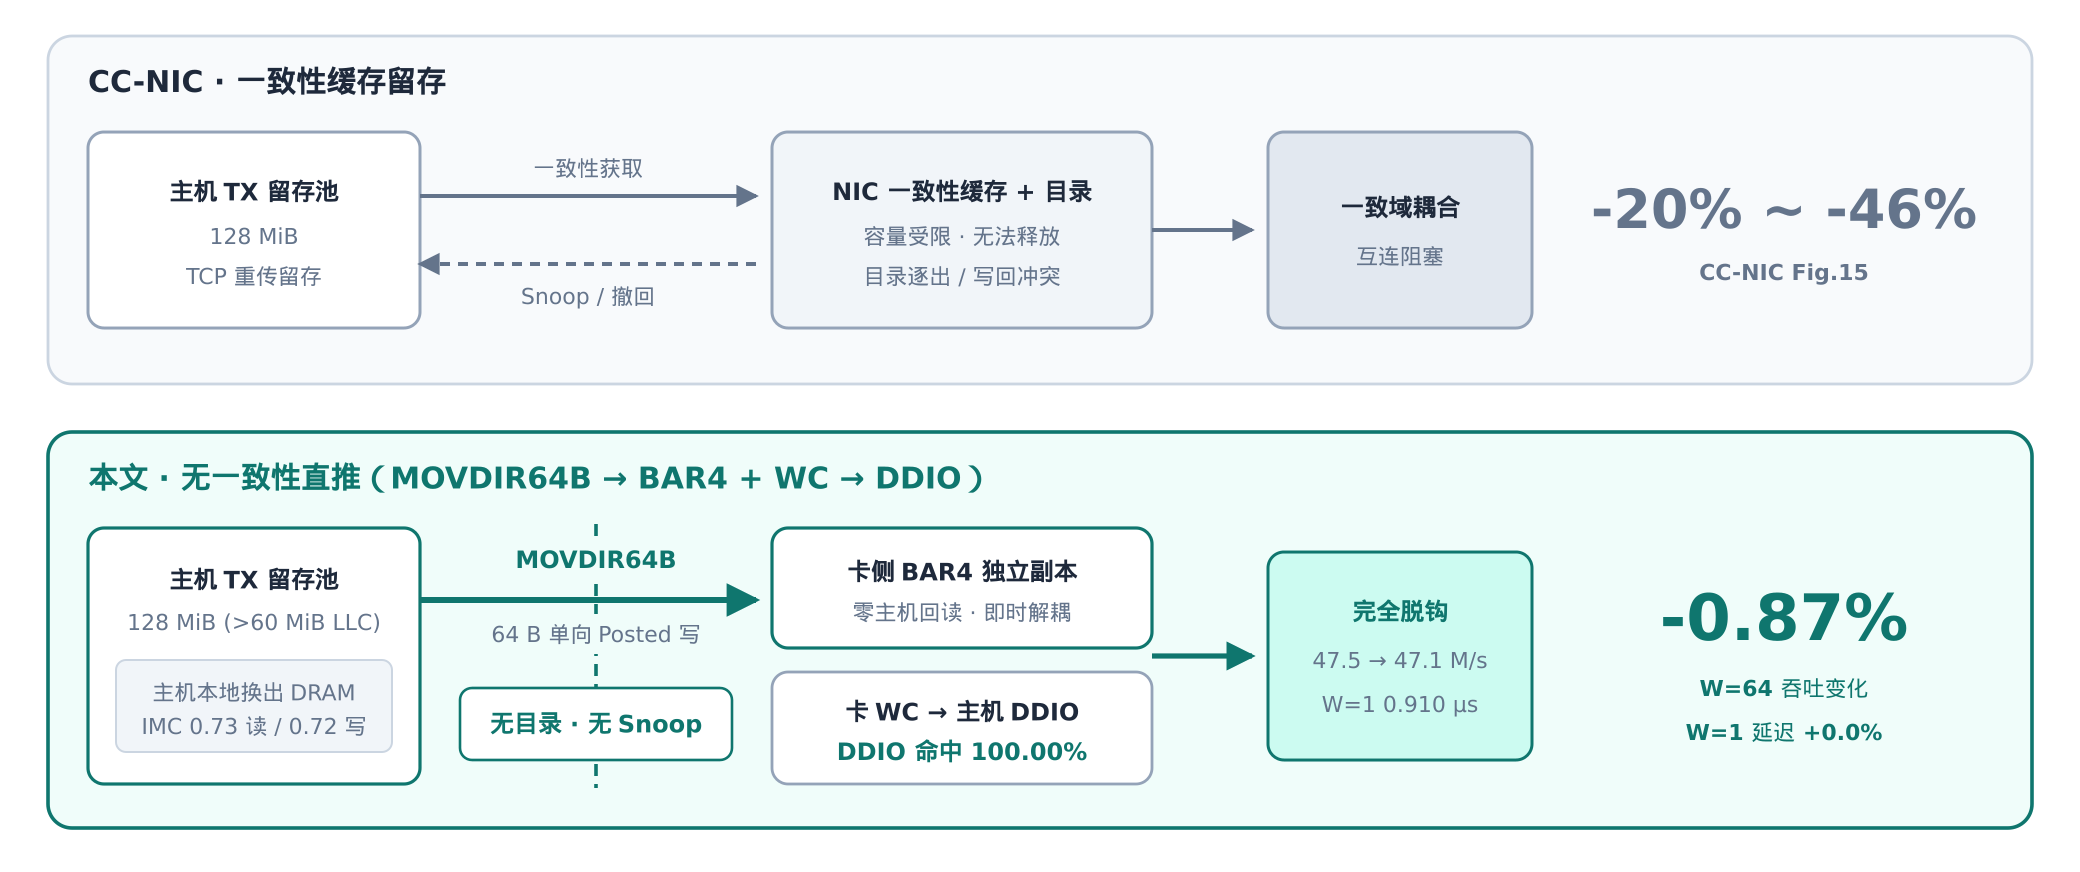 CC-NIC · 一致性缓存留存
主机 TX 留存池
128 MiB
TCP 重传留存
一致性获取
Snoop / 撤回
NIC 一致性缓存 + 目录
容量受限 · 无法释放
目录逐出 / 写回冲突
一致域耦合
互连阻塞
-20% ~ -46%
CC-NIC Fig.15
本文 · 无一致性直推（MOVDIR64B → BAR4 + WC → DDIO）
主机 TX 留存池
128 MiB (>60 MiB LLC)
主机本地换出 DRAM
IMC 0.73 读 / 0.72 写
MOVDIR64B
64 B 单向 Posted 写
无目录 · 无 Snoop
卡侧 BAR4 独立副本
零主机回读 · 即时解耦
卡 WC → 主机 DDIO
DDIO 命中 100.00%
完全脱钩
47.5 → 47.1 M/s
W=1 0.910 µs
-0.87%
W=64 吞吐变化
W=1 延迟 +0.0%